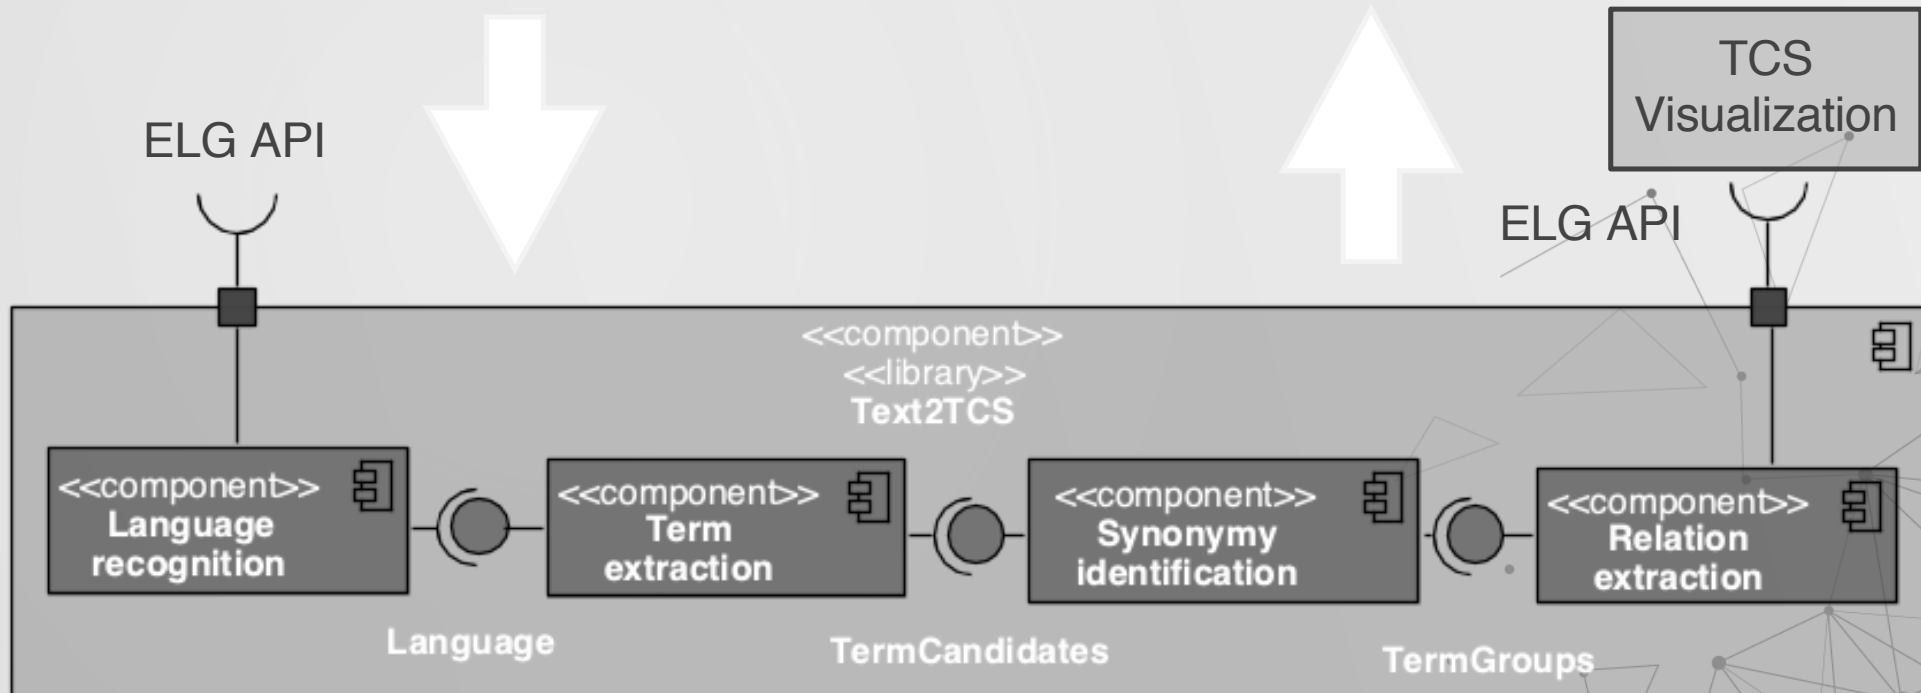 TCS
Visualization
ELG API
ELG API
<<component>>
<<library>>
Text2TCS
<<component>>
Language
recognition
<<component>>
Term
extraction
<<component>>
Synonymy
identification
<<component>>
Relation
extraction
Language
TermCandidates
TermGroups